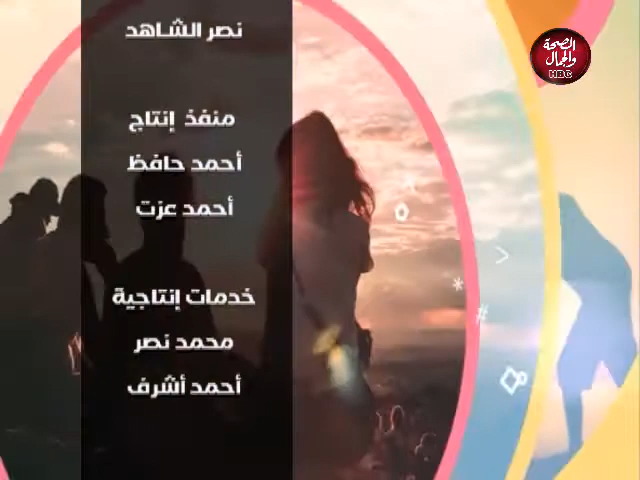 نصر الشاهد
منفذ إنتاج
أحمد حافظ
أحمد عزت
خدمات إنتاجية
محمد نصر
أحمد أشرف
الصحة
والجمال
HBC